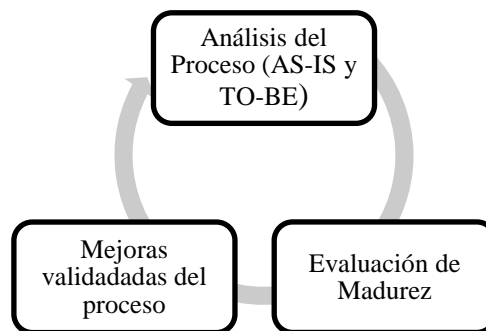 Análisis del
Proceso (AS-IS y
TO-BE)
Mejoras
validadadas del
proceso
Evaluación de
Madurez